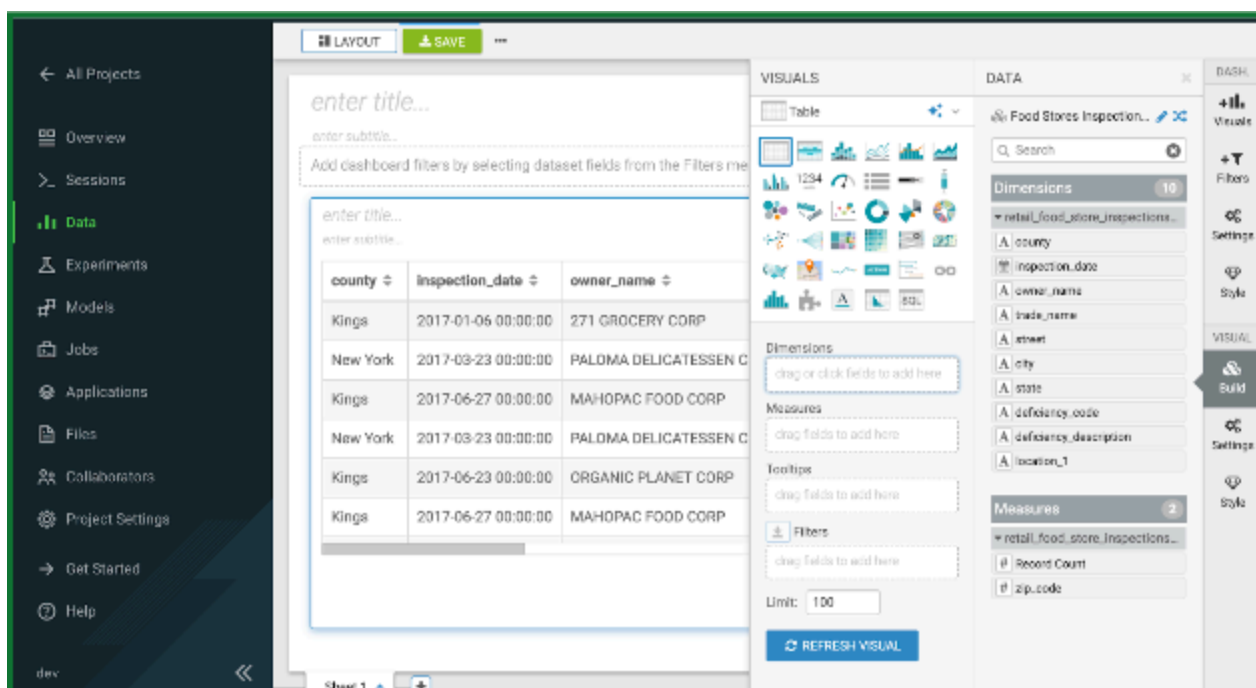 All Projects
Overview
Sessions
Data
Experiments
Models
Jobs
Applications
Files
Collaborators
Project Settings
Get Started
Help
dev
LAYOUT
SAVE
enter title...
enter subtitle...
Add dashboard filters by selecting dataset fields from the Filters me
enter title...
enter subtitle...
county inspection_date owner_name
Kings 2017-01-06 00:00:00 271 GROCERY CORP
New York 2017-03-23 00:00:00 PALOMA DELICATESSEN C
Kings 2017-06-27 00:00:00 MAHOPAC FOOD CORP
New York 2017-03-23 00:00:00 PALOMA DELICATESSEN C
Kings 2017-06-23 00:00:00 ORGANIC PLANET CORP
Kings 2017-06-27 00:00:00 MAHOPAC FOOD CORP
Sheet 1
VISUALS
Table
1234
A
SQL
Dimensions
drag or click fields to add here
Measures
drag fields to add here
Tooltips
drag fields to add here
Filters
drag fields to add here
Limit: 100
REFRESH VISUAL
DATA
Food Stores Inspection...
Search
Dimensions 10
retail_food_store_inspections...
A county
inspection_date
A owner_name
A trade_name
A street
A city
A state
A deficiency_code
A deficiency_description
A location_1
Measures 2
retail_food_store_inspections...
# Record Count
# zip_code
DASH.
Visuals
Filters
Settings
Style
VISUAL
Build
Settings
Style